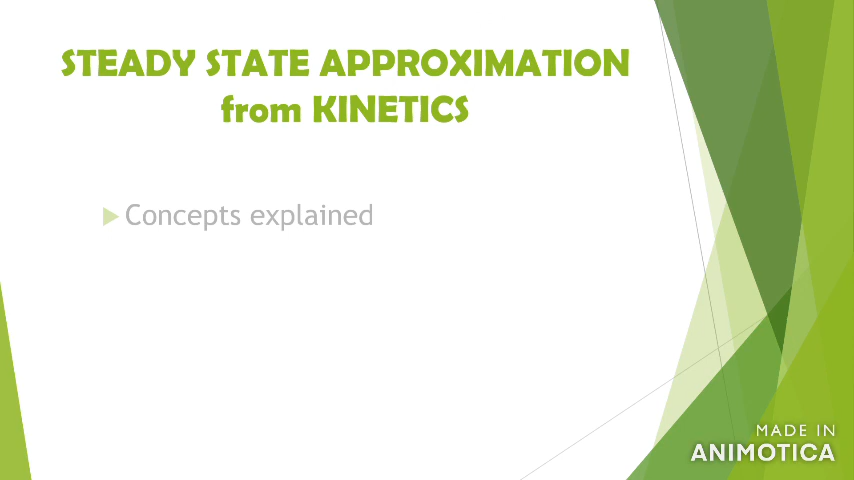 STEADY STATE APPROXIMATION
from KINETICS
Concepts explained
MADE IN
ANIMOTICA